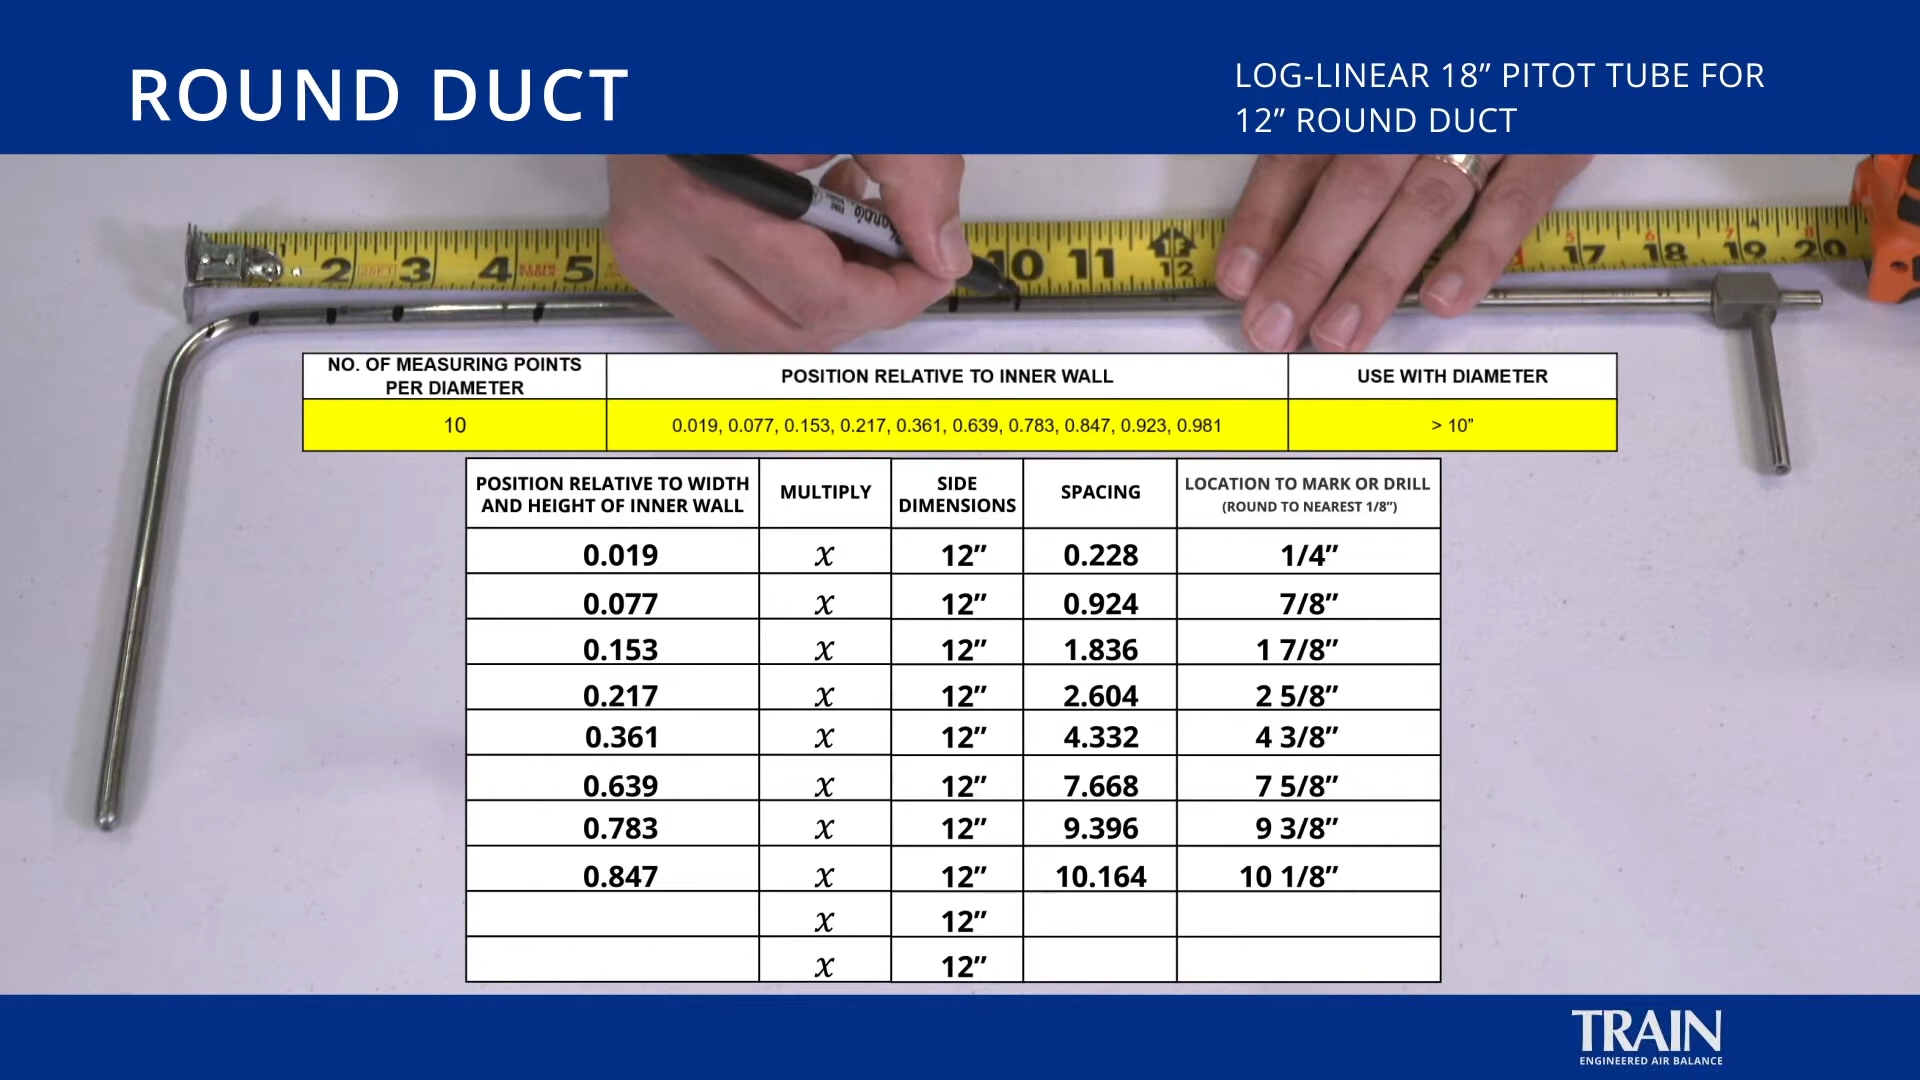 ROUND DUCT
LOG-LINEAR 18” PITOT TUBE FOR
12” ROUND DUCT
2 3 4 5 10 11 12 17 18 19 20
NO. OF MEASURING POINTS
PER DIAMETER
POSITION RELATIVE TO INNER WALL
USE WITH DIAMETER
10
0.019, 0.077, 0.153, 0.217, 0.361, 0.639, 0.783, 0.847, 0.923, 0.981
> 10”
POSITION RELATIVE TO WIDTH
AND HEIGHT OF INNER WALL
MULTIPLY
SIDE
DIMENSIONS
SPACING
LOCATION TO MARK OR DRILL
(ROUND TO NEAREST 1/8”)
0.019 x 12” 0.228 1/4”
0.077 x 12” 0.924 7/8”
0.153 x 12” 1.836 1 7/8”
0.217 x 12” 2.604 2 5/8”
0.361 x 12” 4.332 4 3/8”
0.639 x 12” 7.668 7 5/8”
0.783 x 12” 9.396 9 3/8”
0.847 x 12” 10.164 10 1/8”
x 12”
x 12”
TRAIN
ENGINEERED AIR BALANCE